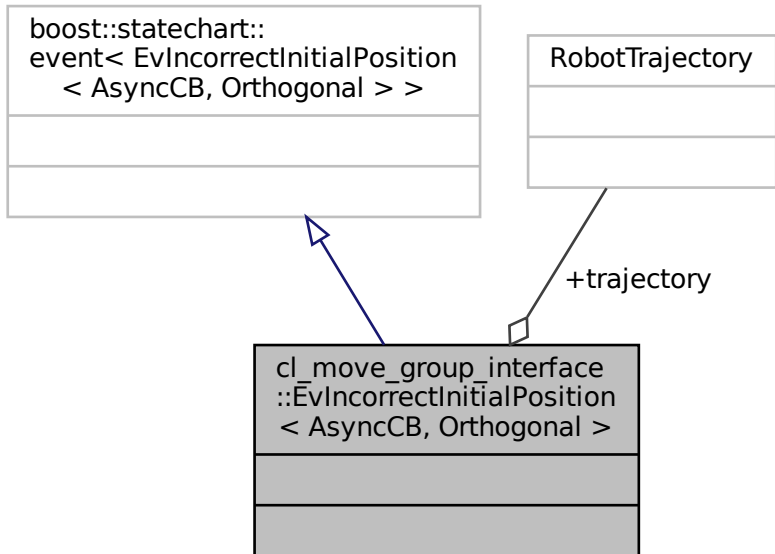 boost::statechart::
event< EvIncorrectInitialPosition
< AsyncCB, Orthogonal > >
RobotTrajectory
+trajectory
cl_move_group_interface
::EvIncorrectInitialPosition
< AsyncCB, Orthogonal >